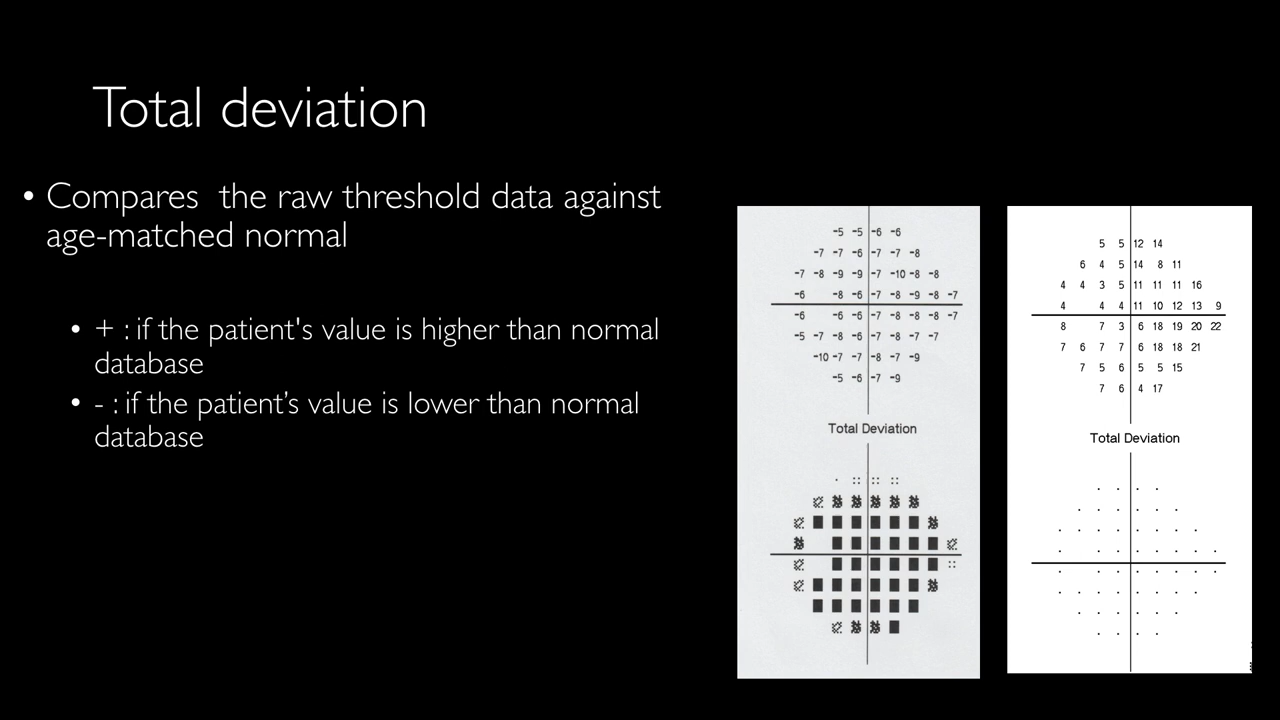 Total deviation
• Compares  the raw threshold data against
age-matched normal
• + : if the patient's value is higher than normal
database
• - : if the patient’s value is lower than normal
database
-5 -5 -6 -6
-7 -7 -6 -7 -7 -8
-7 -8 -9 -9 -7 -10 -8 -8
-6 -8 -6 -7 -8 -9 -8 -7
-6 -6 -6 -7 -8 -8 -8 -7
-5 -7 -8 -6 -7 -8 -7 -7
-10 -7 -7 -8 -7 -9
-5 -6 -7 -9
Total Deviation
5 5 12 14
6 4 5 14 8 11
4 4 3 5 11 11 11 16
4 4 4 11 10 12 13 9
8 7 3 6 18 19 20 22
7 6 7 7 6 18 18 21
7 5 6 5 5 15
7 6 4 17
Total Deviation